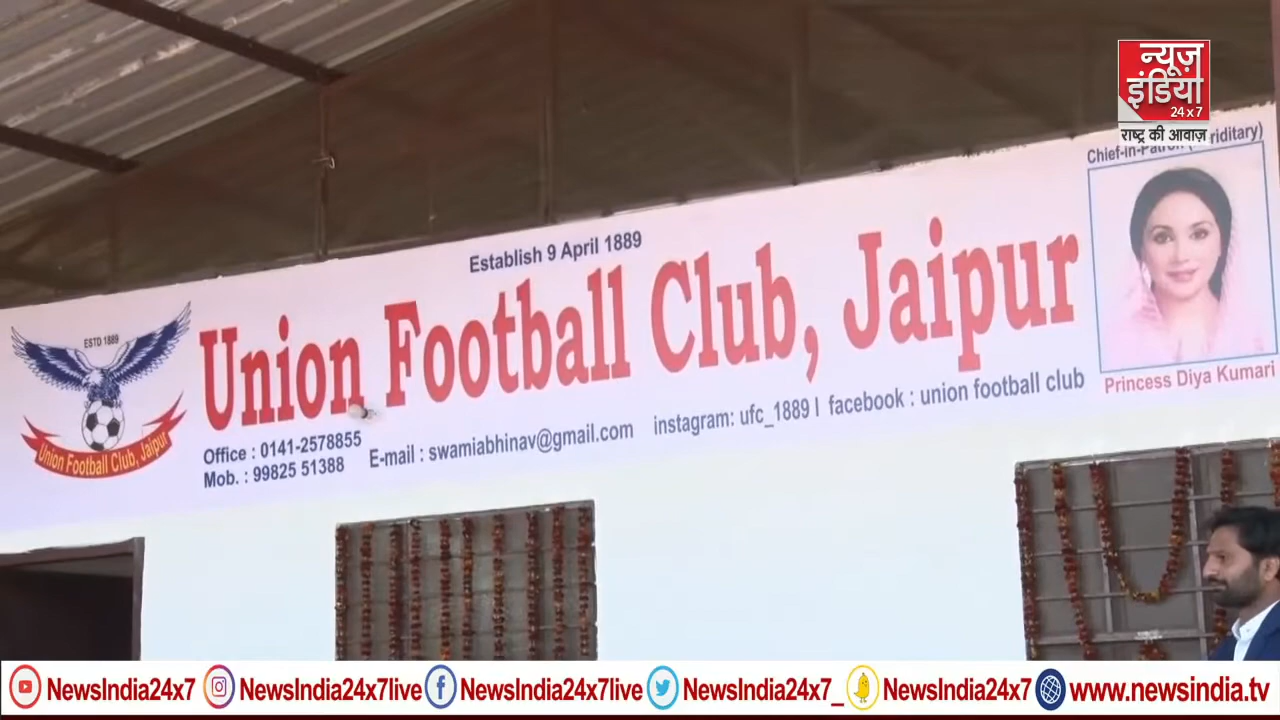 न्यूज़
इंडिया
24x7
राष्ट्र की आवाज़
Chief-in-Patron
Establish 9 April 1889
ESTD 1889
Union Football Club, Jaipur
Union Football Club, Jaipur
Princess Diya Kumari
Office : 0141-2578855
Mob. : 99825 51388
E-mail : swamiabhinav@gmail.com
instagram: ufc_1889 I facebook : union football club
NewsIndia24x7 NewsIndia24x7live NewsIndia24x7live NewsIndia24x7_ NewsIndia24x7 www.newsindia.tv